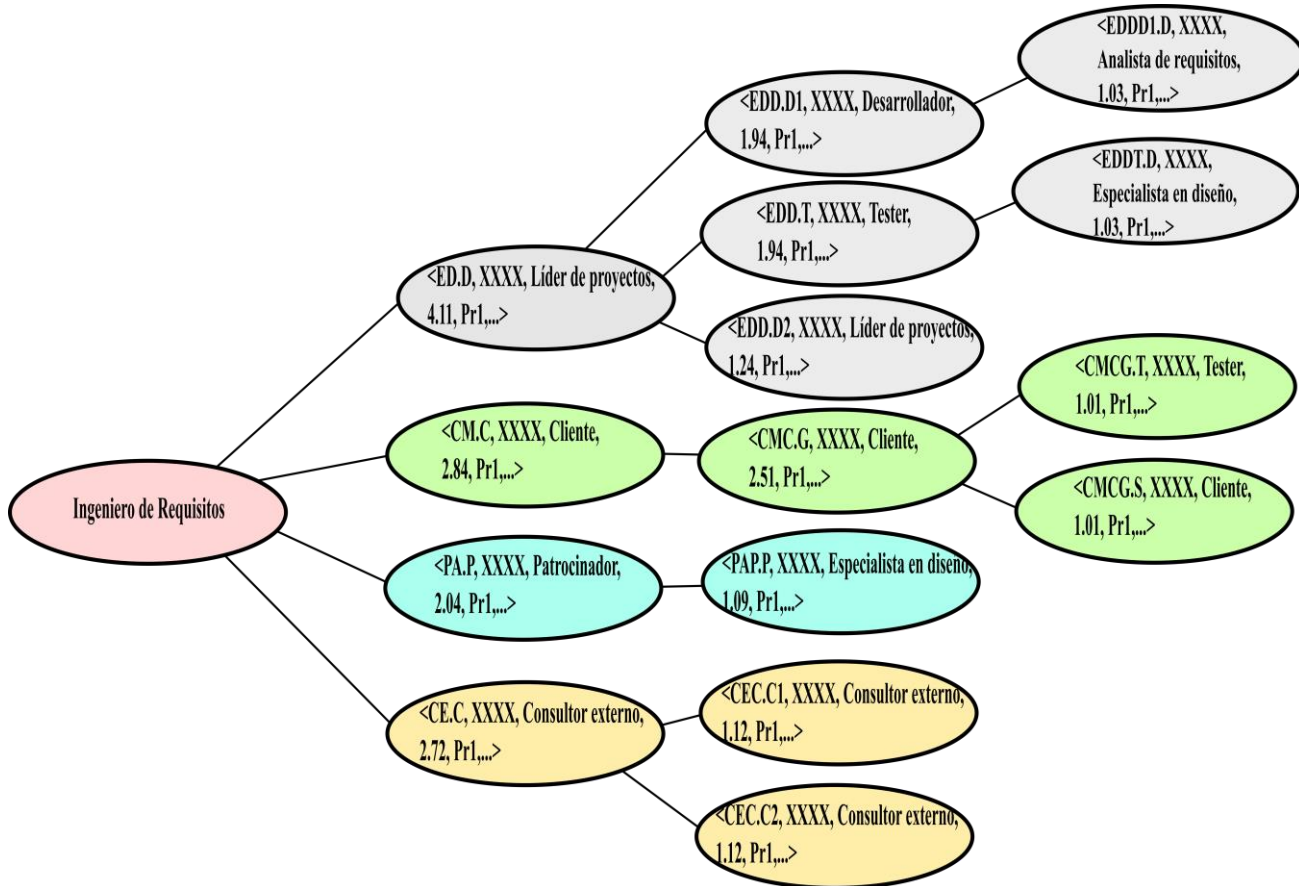 <EDDD1.D, XXXX,
Analista de requisitos,
1.03, Pr1,...>
<EDD.D1, XXXX, Desarrollador,
1.94, Pr1,...>
<EDDT.D, XXXX,
Especialista en diseño,
1.03, Pr1,...>
<EDD.T, XXXX, Tester,
1.94, Pr1,...>
<ED.D, XXXX, Líder de proyectos,
4.11, Pr1,...>
<EDD.D2, XXXX, Líder de proyectos,
1.24, Pr1,...>
<CMCG.T, XXXX, Tester,
1.01, Pr1,...>
<CM.C, XXXX, Cliente,
2.84, Pr1,...>
<CMC.G, XXXX, Cliente,
2.51, Pr1,...>
<CMCG.S, XXXX, Cliente,
1.01, Pr1,...>
Ingeniero de Requisitos
<PA.P, XXXX, Patrocinador,
2.04, Pr1,...>
<PAP.P, XXXX, Especialista en diseño,
1.09, Pr1,...>
<CE.C, XXXX, Consultor externo,
2.72, Pr1,...>
<CEC.C1, XXXX, Consultor externo,
1.12, Pr1,...>
<CEC.C2, XXXX, Consultor externo,
1.12, Pr1,...>